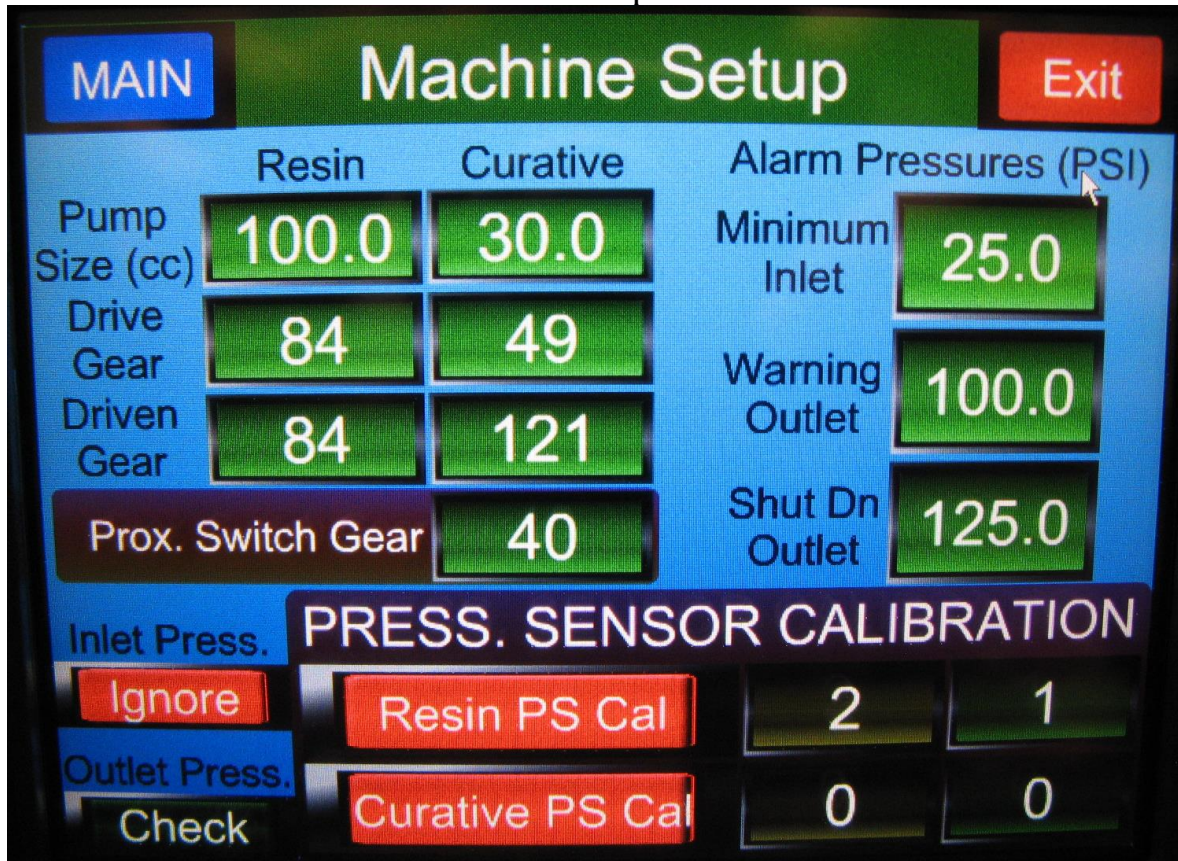 MAIN Machine Setup Exit
Resin Curative Alarm Pressures (PSI)
Pump Size (cc) 100.0 30.0
Minimum Inlet 25.0
Drive Gear 84 49
Warning Outlet 100.0
Driven Gear 84 121
Shut Dn Outlet 125.0
Prox. Switch Gear 40
Inlet Press. PRESS. SENSOR CALIBRATION
Ignore Resin PS Cal 2 1
Outlet Press.
Check Curative PS Cal 0 0